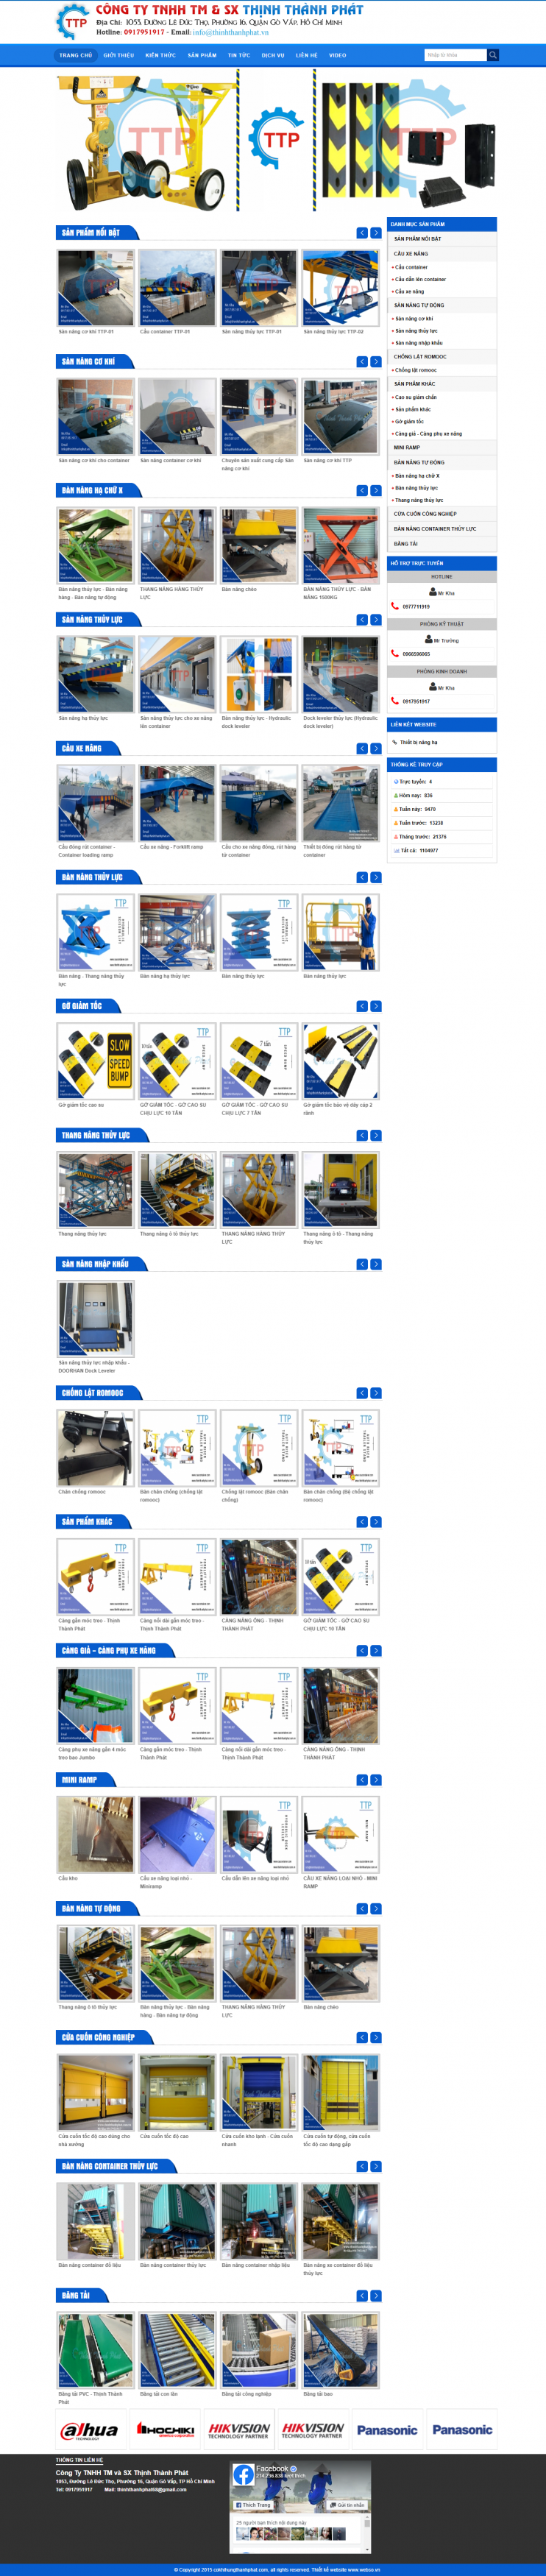 CÔNG TY TNHH TM & SX THỊNH THÀNH PHÁT
Địa Chỉ: 1053, Đường Lê Đức Thọ, Phường 16, Quận Gò Vấp, Hồ Chí Minh
Hotline: 0917951917 - Email: info@thinhthanhphat.vn
TTP
TRANG CHỦ
GIỚI THIỆU
KIẾN THỨC
SẢN PHẨM
TIN TỨC
DỊCH VỤ
LIÊN HỆ
VIDEO
Nhập từ khóa
TTP
TTP
TTP
SẢN PHẨM NỔI BẬT
Sàn nâng cơ khí TTP-01
Cầu container TTP-01
Sàn nâng thủy lực TTP-01
Sàn nâng thủy lực TTP-02
SÀN NÂNG CƠ KHÍ
Sàn nâng cơ khí cho container
Sàn nâng container cơ khí
Chuyên sản xuất cung cấp Sàn nâng cơ khí
Sàn nâng cơ khí TTP
BÀN NÂNG HẠ CHỮ X
Bàn nâng thủy lực - Bàn nâng hàng - Bàn nâng tự động
THANG NÂNG HÀNG THỦY LỰC
Bàn nâng chéo
BÀN NÂNG THỦY LỰC - BÀN NÂNG 1500KG
SÀN NÂNG THỦY LỰC
Sàn nâng hạ thủy lực
Sàn nâng thủy lực cho xe nâng lên container
Bàn nâng thủy lực - Hydraulic dock leveler
Dock leveler thủy lực (Hydraulic dock leveler)
CẦU XE NÂNG
Cầu đóng rút container - Container loading ramp
Cầu xe nâng - Forklift ramp
Cầu cho xe nâng đóng, rút hàng từ container
Thiết bị đóng rút hàng từ container
BÀN NÂNG THỦY LỰC
Bàn nâng - Thang nâng thủy lực
Bàn nâng hạ thủy lực
Bàn nâng thủy lực
Bàn nâng thủy lực
GỜ GIẢM TỐC
SLOW SPEED BUMP
Gờ giảm tốc cao su
GỜ GIẢM TỐC - GỜ CAO SU CHỊU LỰC 10 TẤN
GỜ GIẢM TỐC - GỜ CAO SU CHỊU LỰC 7 TẤN
Gờ giảm tốc bảo vệ dây cáp 2 rãnh
THANG NÂNG THỦY LỰC
Thang nâng thủy lực
Thang nâng ô tô thủy lực
THANG NÂNG HÀNG THỦY LỰC
Thang nâng ô tô - Thang nâng thủy lực
SÀN NÂNG NHẬP KHẨU
Sàn nâng thủy lực nhập khẩu - DOORHAN Dock Leveler
CHỐNG LẬT ROMOOC
Chân chống romooc
Bàn chân chống (chống lật romooc)
Chống lật romooc (Bàn chân chống)
Bàn chân chống (Bệ chống lật romooc)
SẢN PHẨM KHÁC
Càng gắn móc treo - Thịnh Thành Phát
Càng nối dài gắn móc treo - Thịnh Thành Phát
CÀNG NÂNG ỐNG - THỊNH THÀNH PHÁT
GỜ GIẢM TỐC - GỜ CAO SU CHỊU LỰC 10 TẤN
CÀNG GIẢ – CÀNG PHỤ XE NÂNG
Càng phụ xe nâng gắn 4 móc treo bao Jumbo
Càng gắn móc treo - Thịnh Thành Phát
Càng nối dài gắn móc treo - Thịnh Thành Phát
CÀNG NÂNG ỐNG - THỊNH THÀNH PHÁT
MINI RAMP
Cầu kho
Cầu xe nâng loại nhỏ - Miniramp
Cầu dẫn lên xe nâng loại nhỏ
CẦU XE NÂNG LOẠI NHỎ - MINI RAMP
BÀN NÂNG TỰ ĐỘNG
Thang nâng ô tô thủy lực
Bàn nâng thủy lực - Bàn nâng hàng - Bàn nâng tự động
THANG NÂNG HÀNG THỦY LỰC
Bàn nâng chéo
CỬA CUỐN CÔNG NGHIỆP
Cửa cuốn tốc độ cao dùng cho nhà xưởng
Cửa cuốn tốc độ cao
Cửa cuốn kho lạnh - Cửa cuốn nhanh
Cửa cuốn tự động, cửa cuốn tốc độ cao dạng gấp
BÀN NÂNG CONTAINER THỦY LỰC
Bàn nâng container đổ liệu
Bàn nâng container thủy lực
Bàn nâng container nhập liệu
Bàn nâng xe container đổ liệu thủy lực
BĂNG TẢI
Băng tải PVC - Thịnh Thành Phát
Băng tải con lăn
Băng tải công nghiệp
Băng tải bao
DANH MỤC SẢN PHẨM
SẢN PHẨM NỔI BẬT
CẦU XE NÂNG
Cầu container
Cầu dẫn lên container
Cầu xe nâng
SÀN NÂNG TỰ ĐỘNG
Sàn nâng cơ khí
Sàn nâng thủy lực
Sàn nâng nhập khẩu
CHỐNG LẬT ROMOOC
Chống lật romooc
SẢN PHẨM KHÁC
Cao su giảm chấn
Sản phẩm khác
Gờ giảm tốc
Càng giả - Càng phụ xe nâng
MINI RAMP
BÀN NÂNG TỰ ĐỘNG
Bàn nâng hạ chữ X
Bàn nâng thủy lực
Thang nâng thủy lực
CỬA CUỐN CÔNG NGHIỆP
BÀN NÂNG CONTAINER THỦY LỰC
BĂNG TẢI
HỖ TRỢ TRỰC TUYẾN
HOTLINE
Mr Kha
0977711919
PHÒNG KỸ THUẬT
Mr Trường
0966596965
PHÒNG KINH DOANH
Mr Kha
0917951917
LIÊN KẾT WEBSITE
Thiết bị nâng hạ
THỐNG KÊ TRUY CẬP
Trực tuyến: 4
Hôm nay: 836
Tuần này: 9470
Tuần trước: 13238
Tháng trước: 21376
Tất cả: 1104977
alhua TECHNOLOGY
HOCHIKI
HIKVISION TECHNOLOGY PARTNER
HIKVISION TECHNOLOGY PARTNER
Panasonic
Panasonic
THÔNG TIN LIÊN HỆ
Công Ty TNHH TM và SX Thịnh Thành Phát
1053, Đường Lê Đức Thọ, Phường 16, Quận Gò Vấp, TP Hồ Chí Minh
Tel: 0917951917 Mail: thinhthanhphat68@gmail.com
Facebook
Thích Trang
Gửi tin nhắn
© Copyright 2015 cokhihungthanhphat.com, all rights reserved. Thiết kế website www.webse.vn